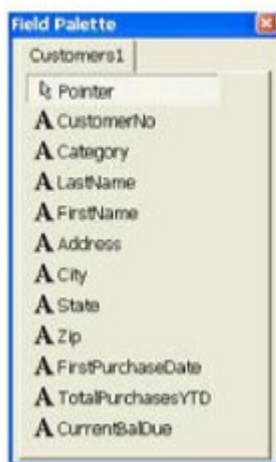 Field Palette
Customers1
Pointer
A CustomerNo
A Category
A LastName
A FirstName
A Address
A City
A State
A Zip
A FirstPurchaseDate
A TotalPurchasesYTD
A CurrentBalDue